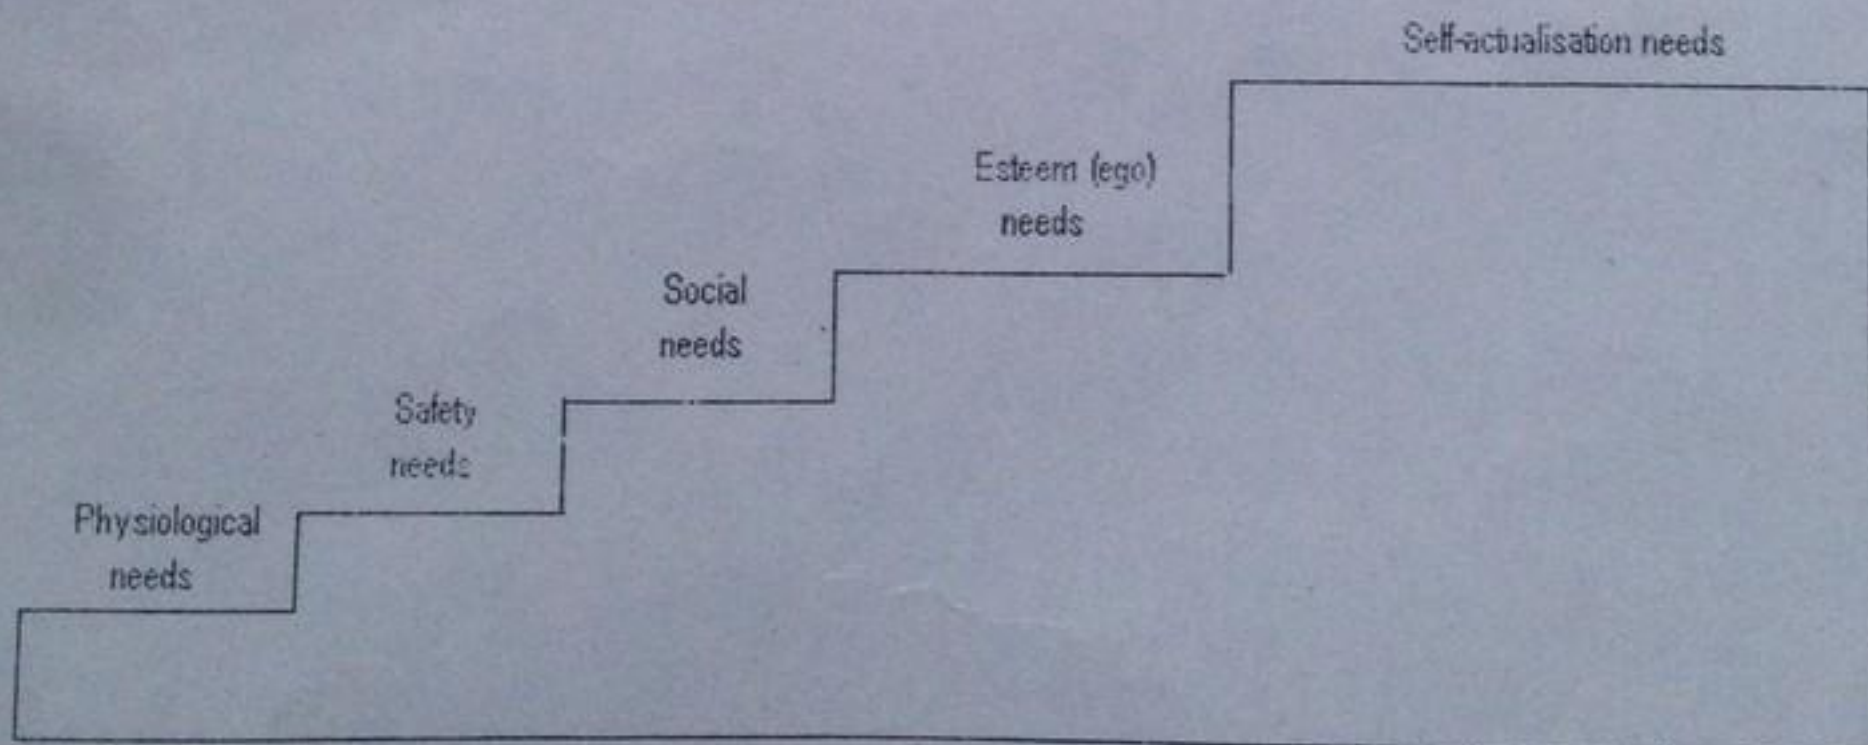 Self-actualisation needs
Esteem (ego)
needs
Social
needs
Safety
needs
Physiological
needs